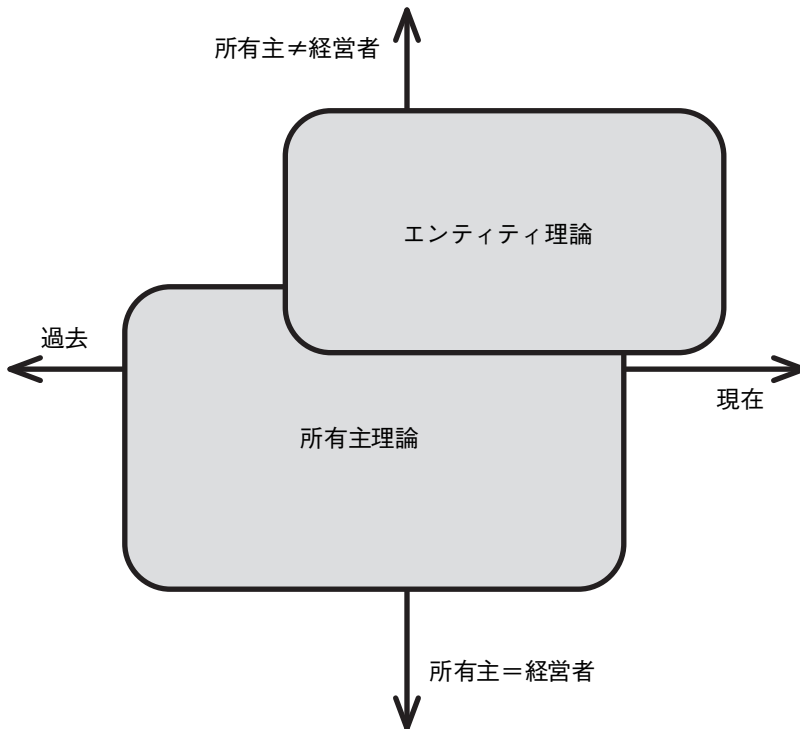 所有主≠経営者
エンティティ理論
過去
現在
所有主理論
所有主＝経営者